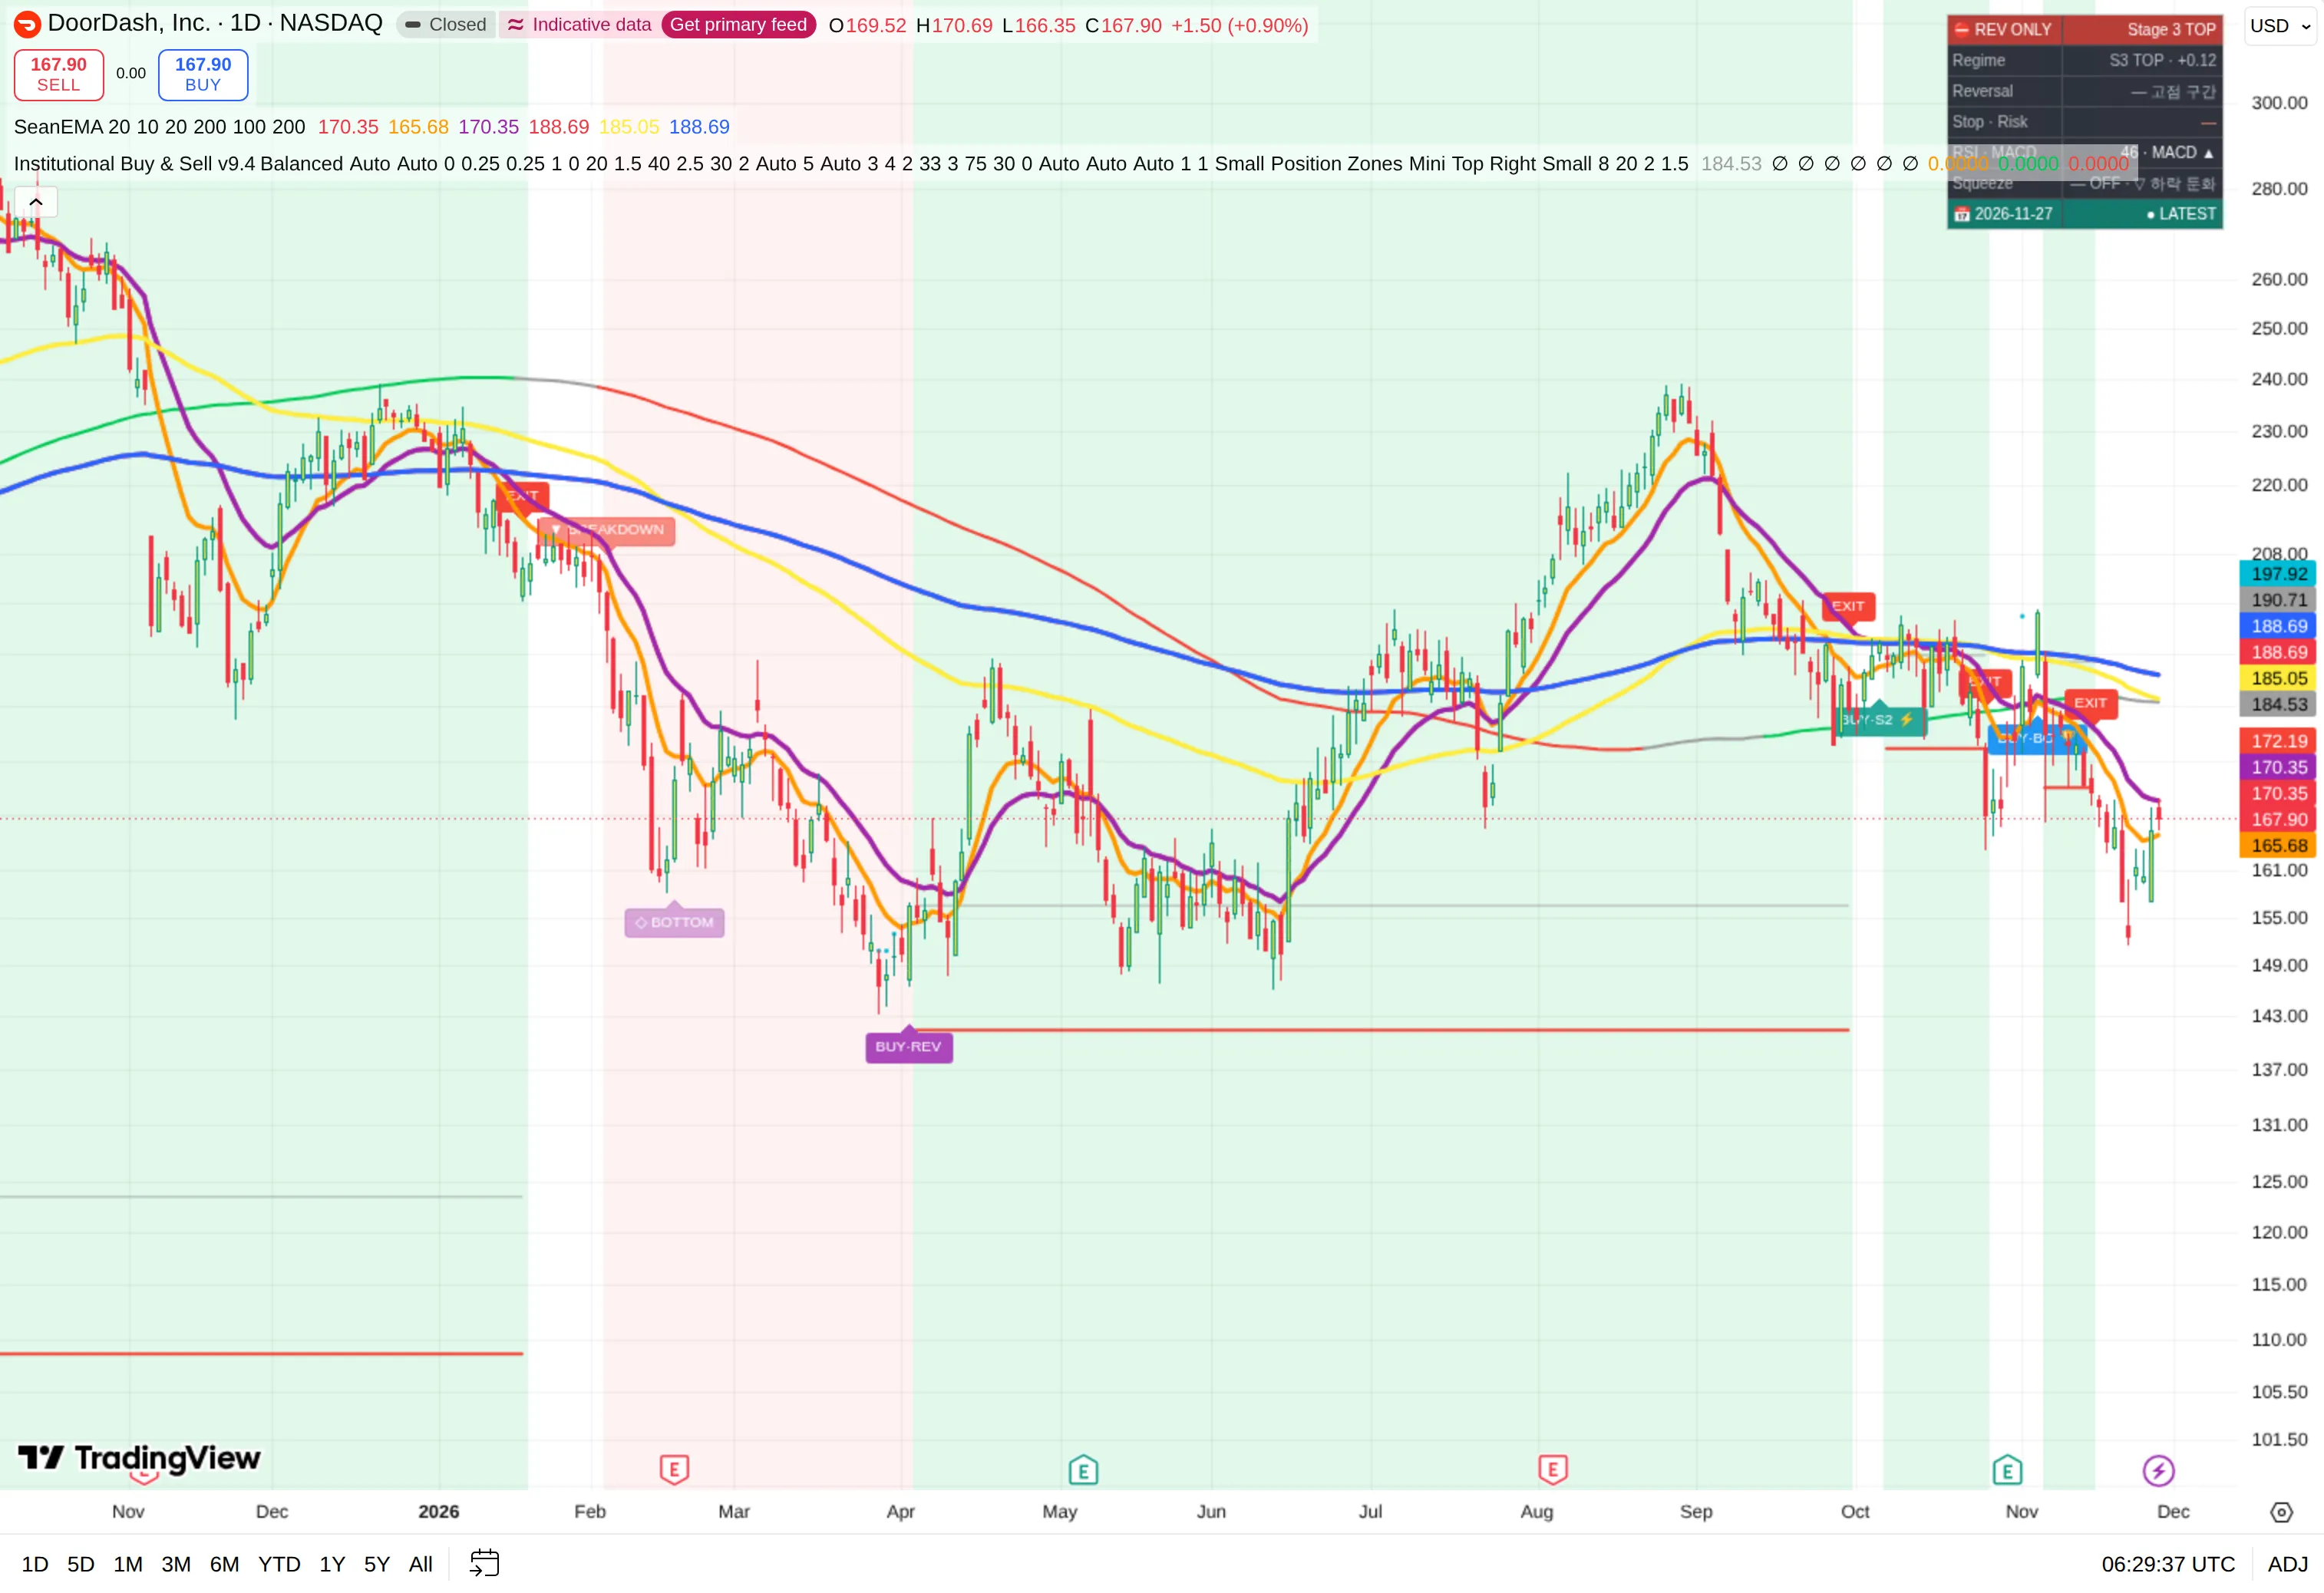 DoorDash, Inc. · 1D · NASDAQ Closed Indicative data Get primary feed O169.52 H170.69 L166.35 C167.90 +1.50 (+0.90%)
USD
167.90 SELL 0.00 167.90 BUY
SeanEMA 20 10 20 200 100 200 170.35 165.68 170.35 188.69 185.05 188.69
Institutional Buy & Sell v9.4 Balanced Auto Auto 0 0.25 0.25 1 0 20 1.5 40 2.5 30 2 Auto 5 Auto 3 4 2 33 3 75 30 0 Auto Auto Auto 1 1 Small Position Zones Mini Top Right Small 8 20 2 1.5 184.53 ∅ ∅ ∅ ∅ ∅ ∅ 0.0000 0.0000 0.0000
⛔ REV ONLY Stage 3 TOP
Regime S3 TOP · +0.12
Reversal — 고점 구간
Stop · Risk —
RSI · MACD 46 · MACD ▲
Squeeze — OFF · ▽ 하락 둔화
📅 2026-11-27 ● LATEST
300.00
280.00
260.00
250.00
240.00
230.00
220.00
208.00
197.92
190.71
188.69
188.69
185.05
184.53
172.19
170.35
170.35
167.90
165.68
161.00
155.00
149.00
143.00
137.00
131.00
125.00
120.00
115.00
110.00
105.50
101.50
EXIT
▼ BREAKDOWN
◇ BOTTOM
BUY·REV
EXIT
BUY·S2 ⚡
EXIT
EXIT
TradingView
E
E
E
E
E
Nov Dec 2026 Feb Mar Apr May Jun Jul Aug Sep Oct Nov Dec
1D 5D 1M 3M 6M YTD 1Y 5Y All
06:29:37 UTC ADJ